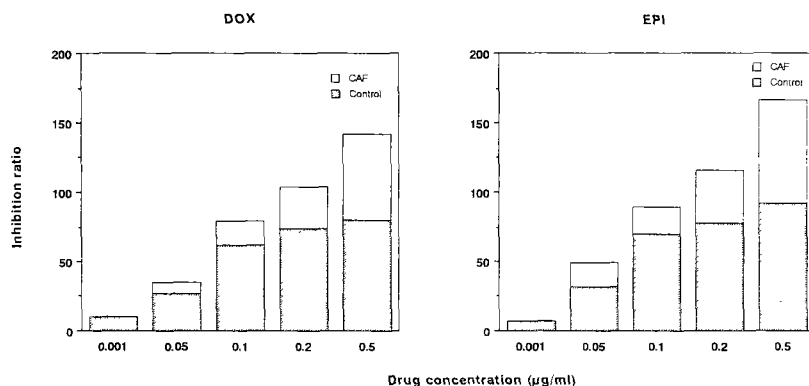 DOX
200
150
100
50
0
Inhibition ratio
CAF
Control
0.001 0.05 0.1 0.2 0.5
EPI
200
150
100
50
0
CAF
Control
0.001 0.05 0.1 0.2 0.5
Drug concentration (µg/ml)